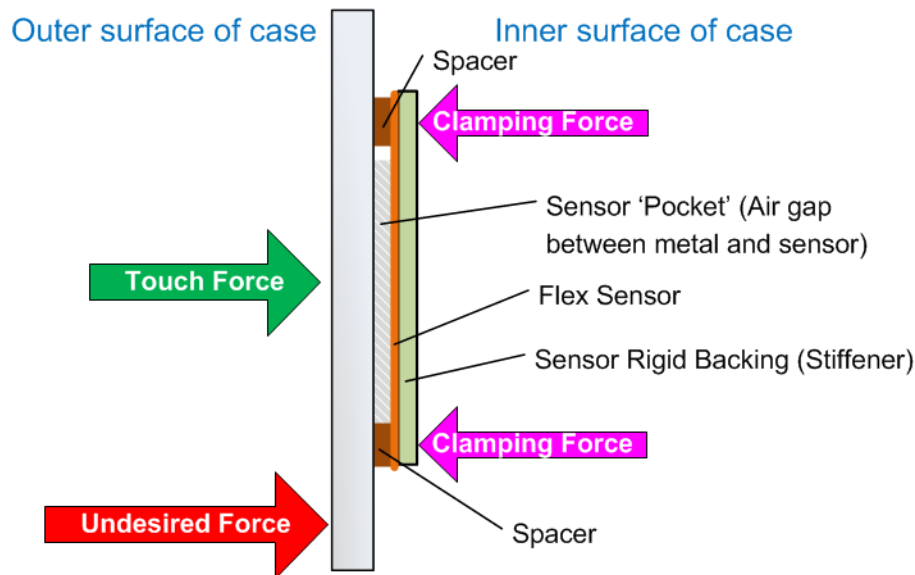 Outer surface of case
Inner surface of case
Spacer
Clamping Force
Sensor ‘Pocket’ (Air gap
between metal and sensor)
Touch Force
Flex Sensor
Sensor Rigid Backing (Stiffener)
Clamping Force
Undesired Force
Spacer